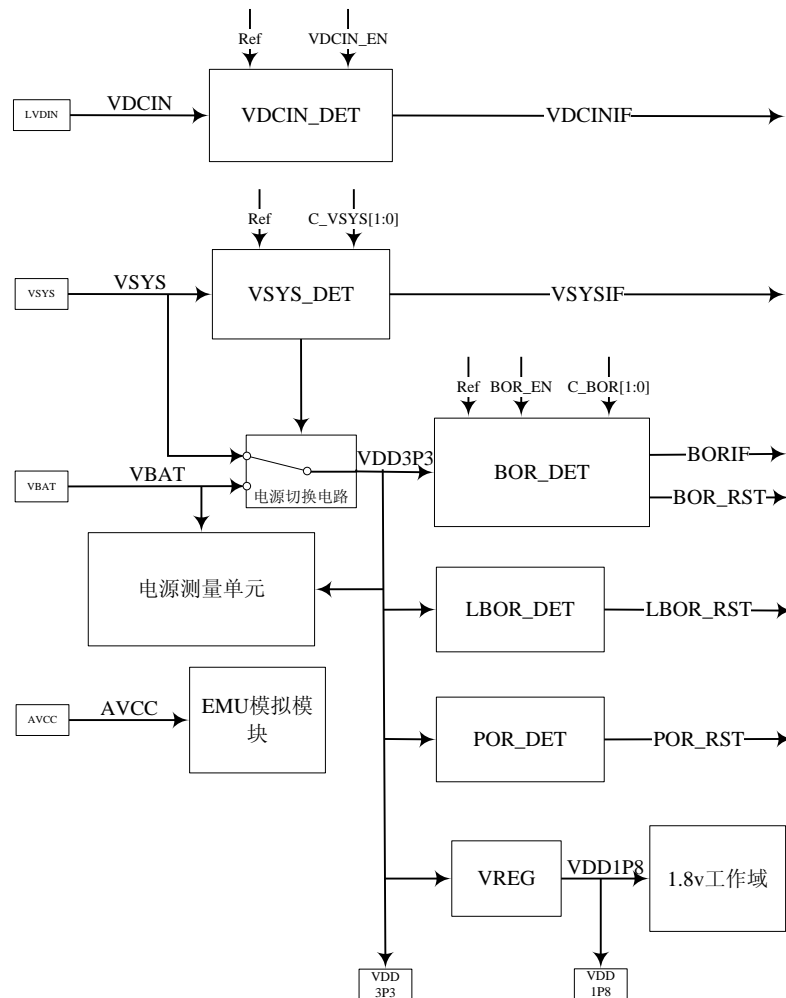 Ref
VDCIN_EN
LVDIN
VDCIN
VDCIN_DET
VDCINIF
Ref
C_VSYS[1:0]
VSYS
VSYS
VSYS_DET
VSYSIF
Ref
BOR_EN
C_BOR[1:0]
VDD3P3
BOR_DET
BORIF
BOR_RST
VBAT
VBAT
电源切换电路
电源测量单元
LBOR_DET
LBOR_RST
AVCC
AVCC
EMU模拟模
块
POR_DET
POR_RST
VREG
VDD1P8
1.8v工作域
VDD
3P3
VDD
1P8